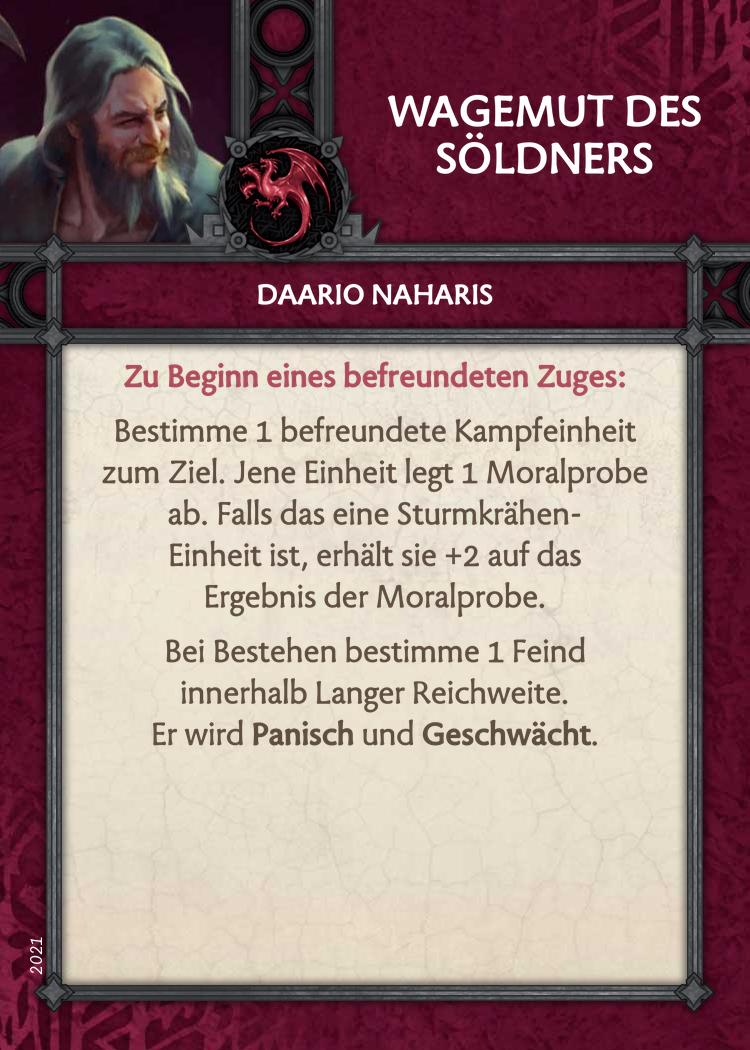 WAGEMUT DES
SÖLDNERS
DAARIO NAHARIS
Zu Beginn eines befreundeten Zuges:
Bestimme 1 befreundete Kampfeinheit
zum Ziel. Jene Einheit legt 1 Moralprobe
ab. Falls das eine Sturmkrähen-
Einheit ist, erhält sie +2 auf das
Ergebnis der Moralprobe.
Bei Bestehen bestimme 1 Feind
innerhalb Langer Reichweite.
Er wird Panisch und Geschwächt.
2021